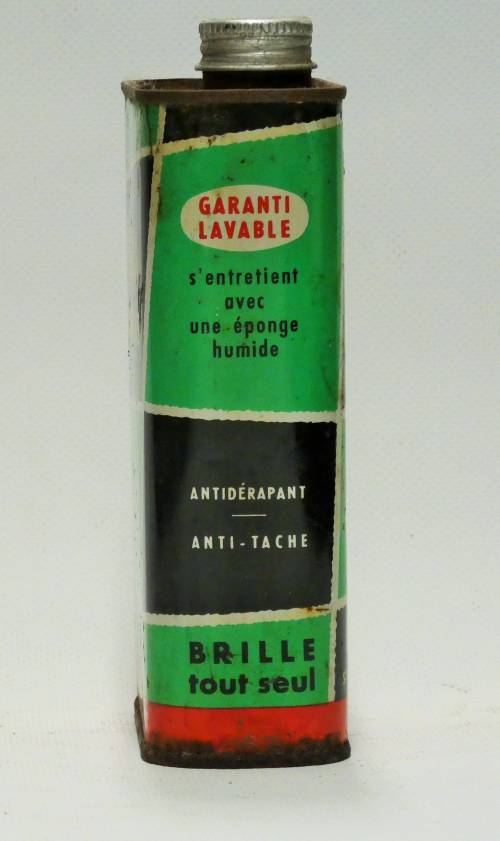 GARANTI
LAVABLE
s'entretient
avec
une éponge
humide
ANTIDÉRAPANT
ANTI-TACHE
BRILLE
tout seul